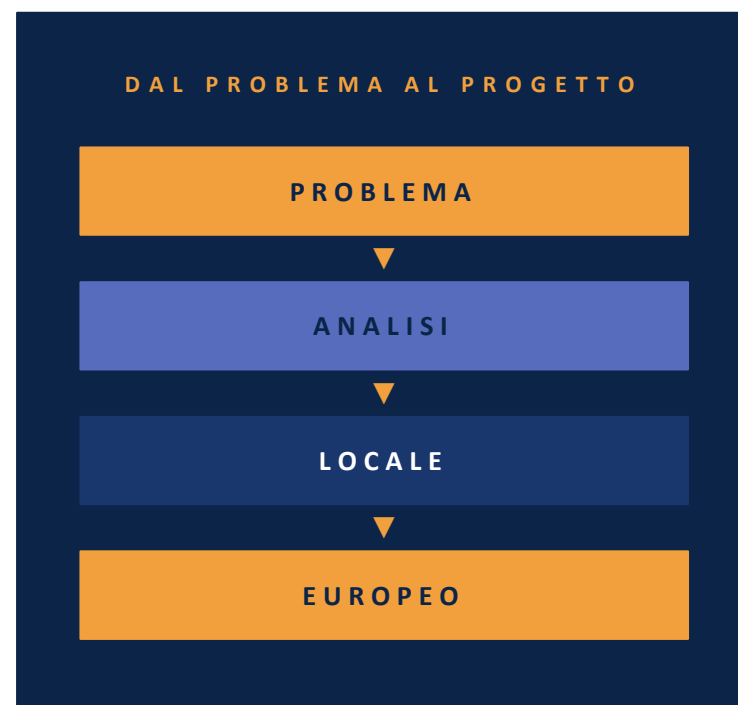 DAL PROBLEMA AL PROGETTO
PROBLEMA
ANALISI
LOCALE
EUROPEO